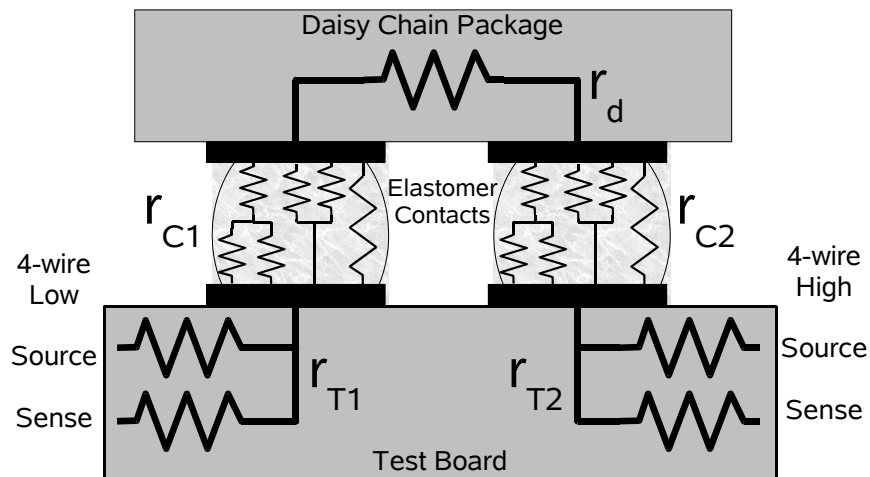 Daisy Chain Package
r d
Elastomer
Contacts
r C1
r C2
4-wire
Low
4-wire
High
Source
Source
r T1
r T2
Sense
Sense
Test Board